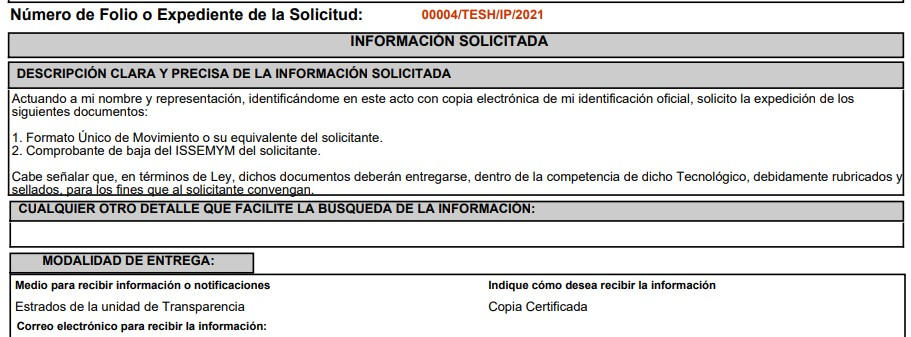 Número de Folio o Expediente de la Solicitud: 00004/TESH/IP/2021
INFORMACIÓN SOLICITADA
DESCRIPCIÓN CLARA Y PRECISA DE LA INFORMACIÓN SOLICITADA
Actuando a mi nombre y representación, identificándome en este acto con copia electrónica de mi identificación oficial, solicito la expedición de los
siguientes documentos:
1. Formato Único de Movimiento o su equivalente del solicitante.
2. Comprobante de baja del ISSEMYM del solicitante.
Cabe señalar que, en términos de Ley, dichos documentos deberán entregarse, dentro de la competencia de dicho Tecnológico, debidamente rubricados y
sellados, para los fines que al solicitante convengan.
CUALQUIER OTRO DETALLE QUE FACILITE LA BUSQUEDA DE LA INFORMACIÓN:
MODALIDAD DE ENTREGA:
Medio para recibir información o notificaciones Indique cómo desea recibir la información
Estrados de la unidad de Transparencia Copia Certificada
Correo electrónico para recibir la información: